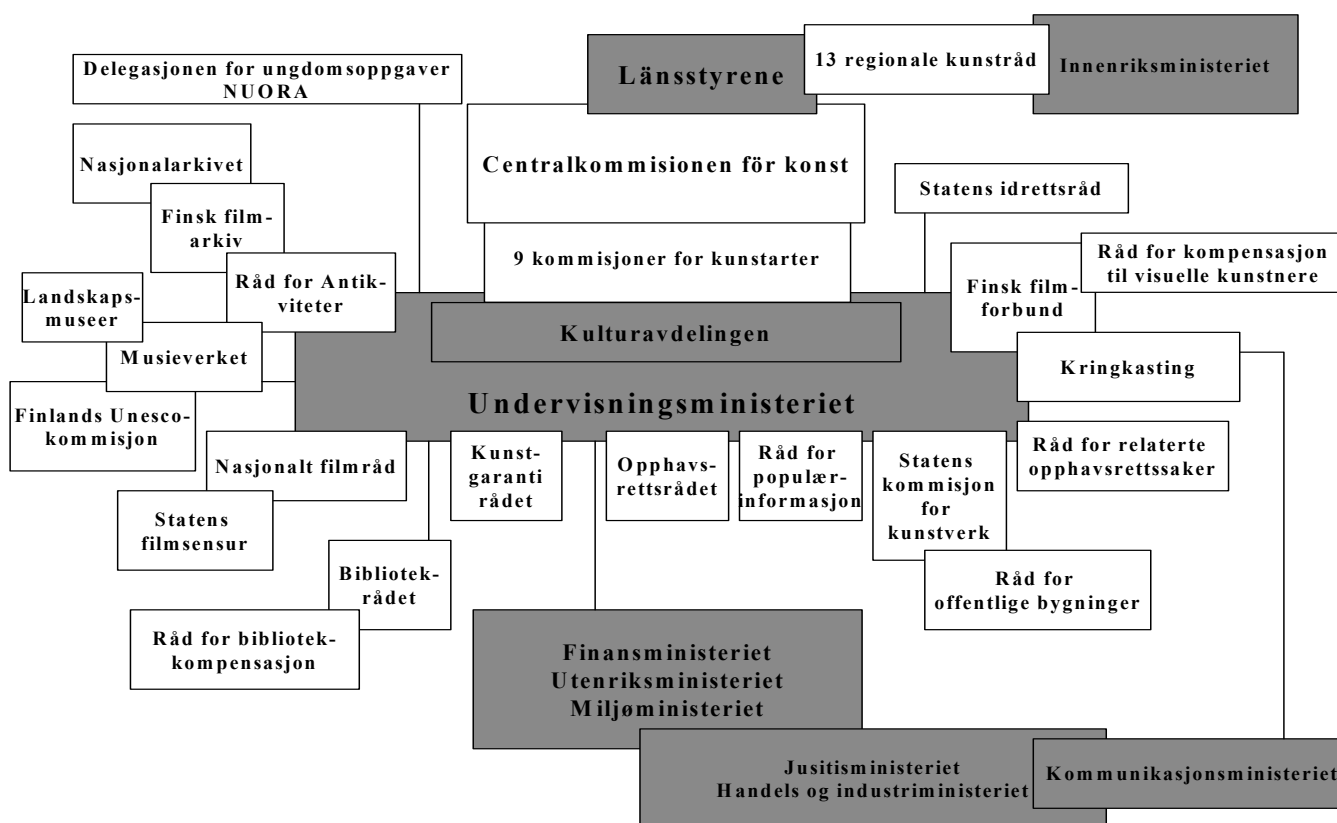 Delegasjonen for ungdomsoppgaver
NUORA
Länsstyrene
13 regionale kunstråd
Innenriksministeriet
Nasjonalarkivet
Centralkommisionen för konst
Statens idrettsråd
Finsk film-
arkiv
9 kommisjoner for kunstarter
Råd for kompensasjon
til visuelle kunstnere
Råd for Antik-
viteter
Finsk film-
forbund
Landskaps-
museer
Kulturavdelingen
Musieverket
Kringkasting
Undervisningsministeriet
Finlands Unesco-
kommisjon
Nasjonalt filmråd
Kunst-
garanti
rådet
Opphavs-
rettsrådet
Råd for
populær-
informasjon
Statens
kommisjon
for
kunstverk
Råd for relaterte
opphavsrettssaker
Statens
filmsensur
Bibliotek-
rådet
Råd for
offentlige bygninger
Råd for bibliotek-
kompensasjon
Finansministeriet
Utenriksministeriet
Miljøministeriet
Jusitisministeriet
Handels og industriministeriet
Kommunikasjonsministeriet